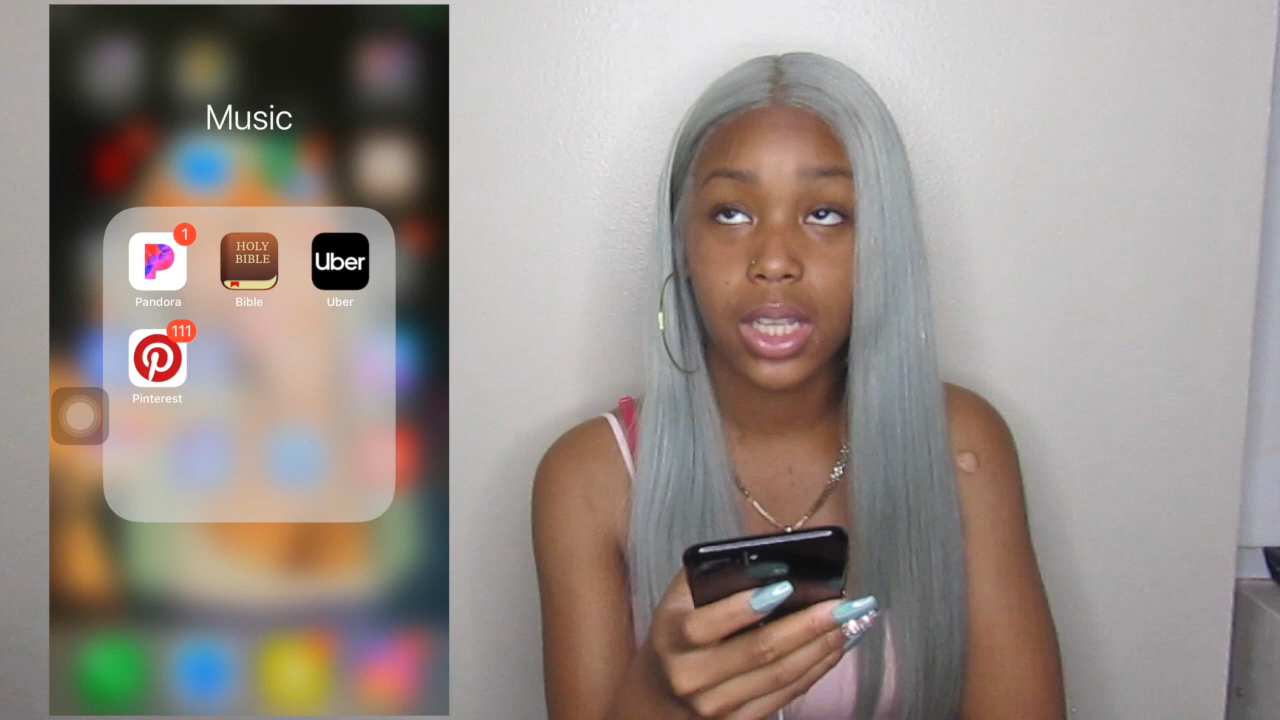 Music
1
HOLY
BIBLE
Uber
Pandora
Bible
Uber
111
Pinterest